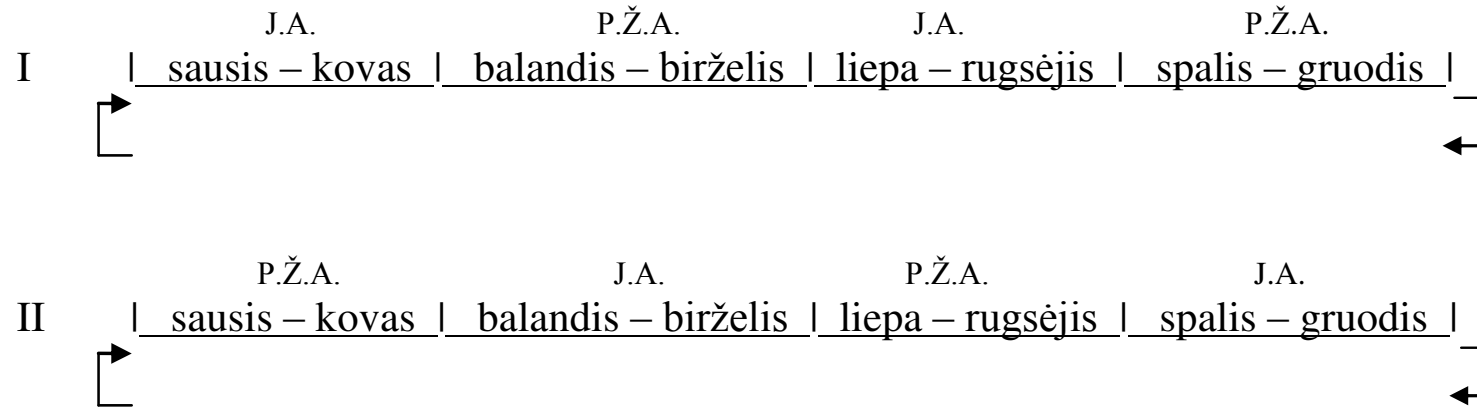 J.A. P.Ž.A. J.A. P.Ž.A.
I | sausis – kovas | balandis – birželis | liepa – rugsėjis | spalis – gruodis |
P.Ž.A. J.A. P.Ž.A. J.A.
II | sausis – kovas | balandis – birželis | liepa – rugsėjis | spalis – gruodis |